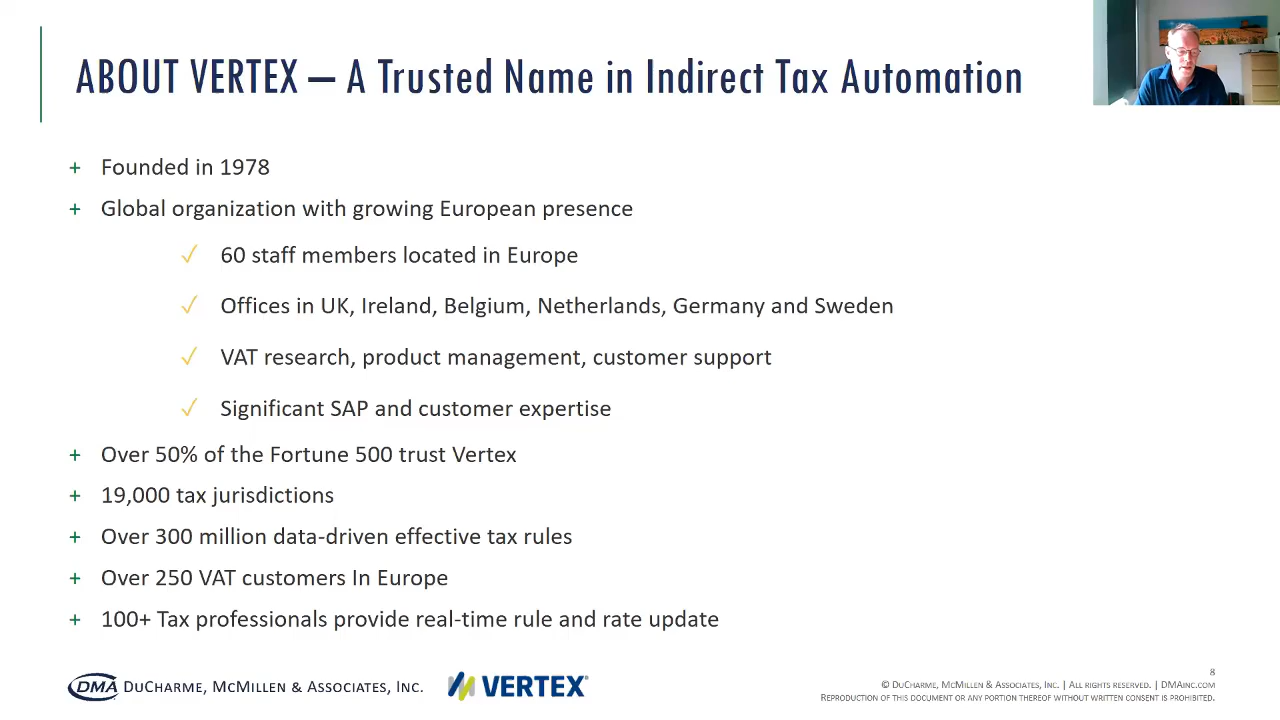 ABOUT VERTEX – A Trusted Name in Indirect Tax Automation
+ Founded in 1978
+ Global organization with growing European presence
✓ 60 staff members located in Europe
✓ Offices in UK, Ireland, Belgium, Netherlands, Germany and Sweden
✓ VAT research, product management, customer support
✓ Significant SAP and customer expertise
+ Over 50% of the Fortune 500 trust Vertex
+ 19,000 tax jurisdictions
+ Over 300 million data-driven effective tax rules
+ Over 250 VAT customers In Europe
+ 100+ Tax professionals provide real-time rule and rate update
DMA DuCharme, McMillen & Associates, Inc.
VERTEX®
8
© DuCharme, McMillen & Associates, Inc. | All rights reserved. | DMAinc.com
Reproduction of this document or any portion thereof without written consent is prohibited.